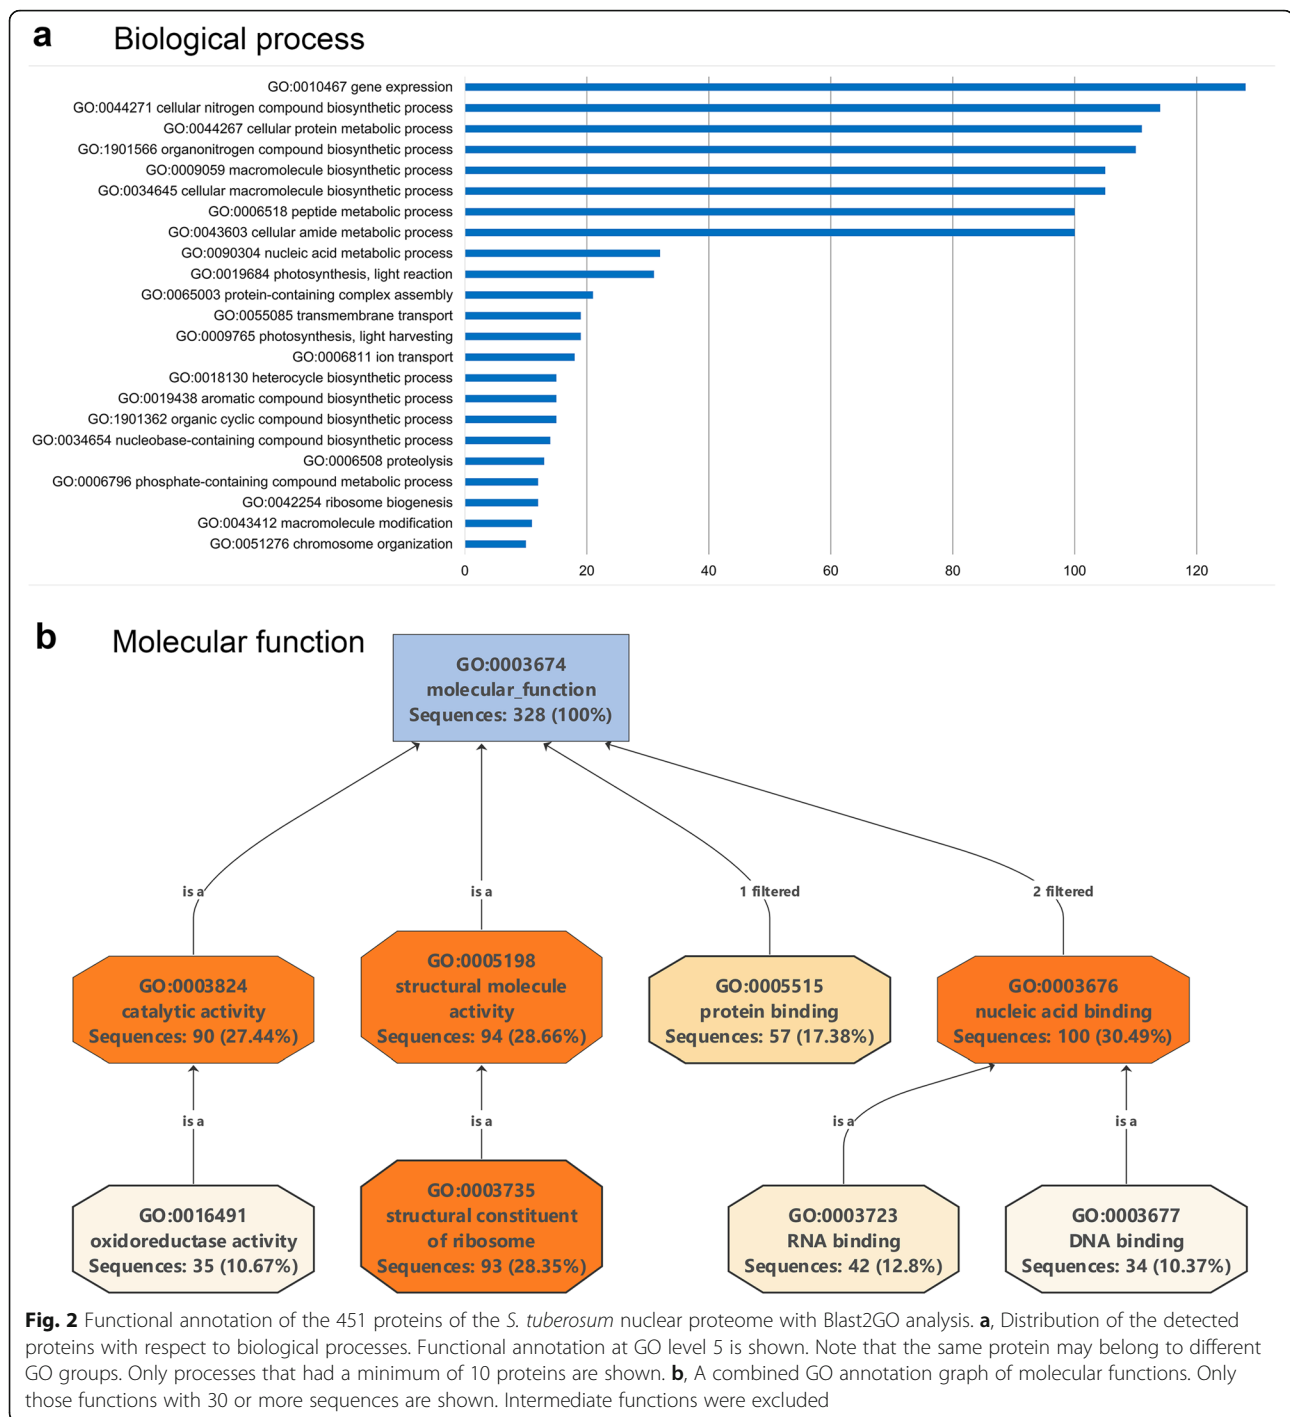 a Biological process
GO:0010467 gene expression
GO:0044271 cellular nitrogen compound biosynthetic process
GO:0044267 cellular protein metabolic process
GO:1901566 organonitrogen compound biosynthetic process
GO:0009059 macromolecule biosynthetic process
GO:0034645 cellular macromolecule biosynthetic process
GO:0006518 peptide metabolic process
GO:0043603 cellular amide metabolic process
GO:0090304 nucleic acid metabolic process
GO:0019684 photosynthesis, light reaction
GO:0065003 protein-containing complex assembly
GO:0055085 transmembrane transport
GO:0009765 photosynthesis, light harvesting
GO:0006811 ion transport
GO:0018130 heterocycle biosynthetic process
GO:0019438 aromatic compound biosynthetic process
GO:1901362 organic cyclic compound biosynthetic process
GO:0034654 nucleobase-containing compound biosynthetic process
GO:0006508 proteolysis
GO:0006796 phosphate-containing compound metabolic process
GO:0042254 ribosome biogenesis
GO:0043412 macromolecule modification
GO:0051276 chromosome organization
0 20 40 60 80 100 120
b Molecular function
GO:0003674
molecular_function
Sequences: 328 (100%)
is a
is a
1 filtered
2 filtered
GO:0003824
catalytic activity
Sequences: 90 (27.44%)
GO:0005198
structural molecule
activity
Sequences: 94 (28.66%)
GO:0005515
protein binding
Sequences: 57 (17.38%)
GO:0003676
nucleic acid binding
Sequences: 100 (30.49%)
is a
is a
is a
is a
GO:0016491
oxidoreductase activity
Sequences: 35 (10.67%)
GO:0003735
structural constituent
of ribosome
Sequences: 93 (28.35%)
GO:0003723
RNA binding
Sequences: 42 (12.8%)
GO:0003677
DNA binding
Sequences: 34 (10.37%)
Fig. 2 Functional annotation of the 451 proteins of the S. tuberosum nuclear proteome with Blast2GO analysis. a, Distribution of the detected
proteins with respect to biological processes. Functional annotation at GO level 5 is shown. Note that the same protein may belong to different
GO groups. Only processes that had a minimum of 10 proteins are shown. b, A combined GO annotation graph of molecular functions. Only
those functions with 30 or more sequences are shown. Intermediate functions were excluded